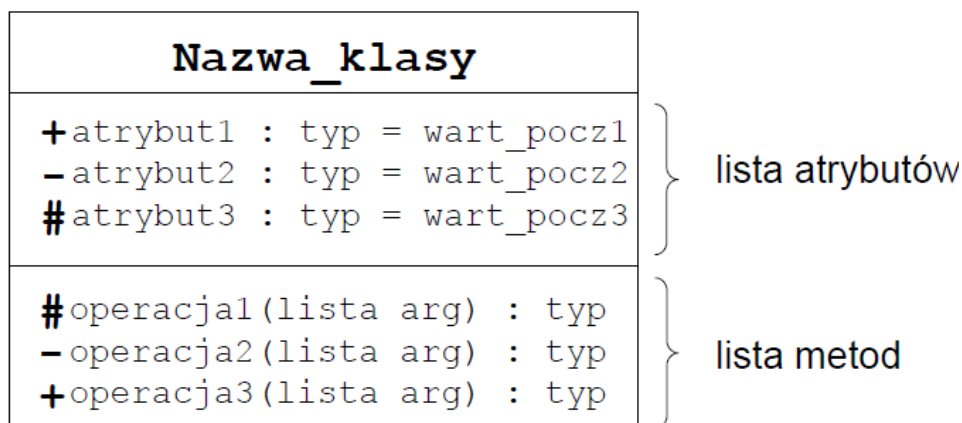 Nazwa_klasy
+atrybut1 : typ = wart_pocz1
-atrybut2 : typ = wart_pocz2
#atrybut3 : typ = wart_pocz3
lista atrybutów
#operacja1(lista arg) : typ
-operacja2(lista arg) : typ
+operacja3(lista arg) : typ
lista metod